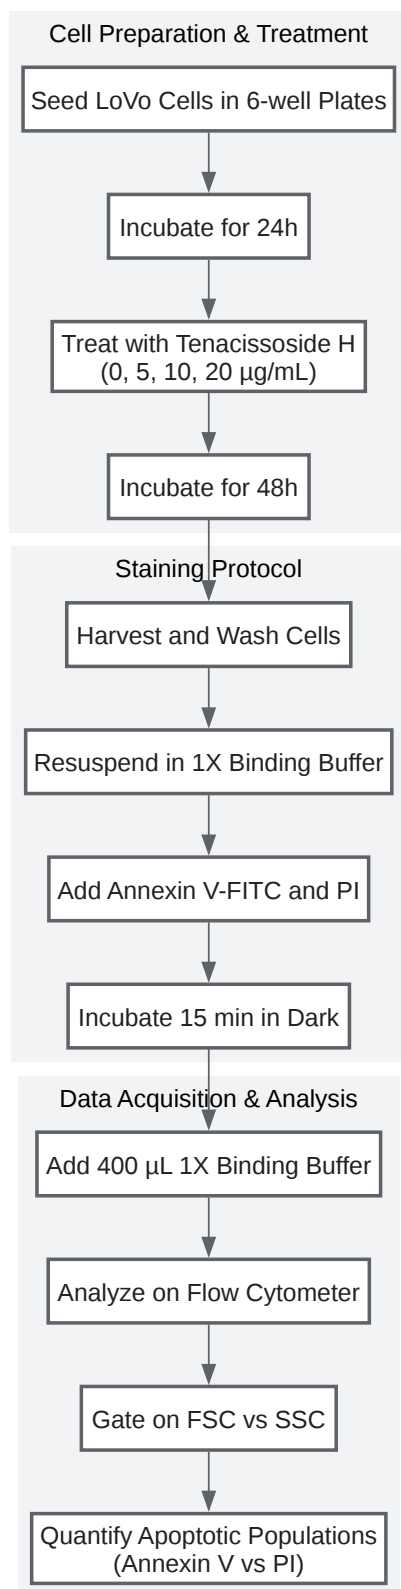 Cell Preparation & Treatment
Seed LoVo Cells in 6-well Plates
Incubate for 24h
Treat with Tenacissoside H
(0, 5, 10, 20 µg/mL)
Incubate for 48h
Staining Protocol
Harvest and Wash Cells
Resuspend in 1X Binding Buffer
Add Annexin V-FITC and PI
Incubate 15 min in Dark
Data Acquisition & Analysis
Add 400 µL 1X Binding Buffer
Analyze on Flow Cytometer
Gate on FSC vs SSC
Quantify Apoptotic Populations
(Annexin V vs PI)